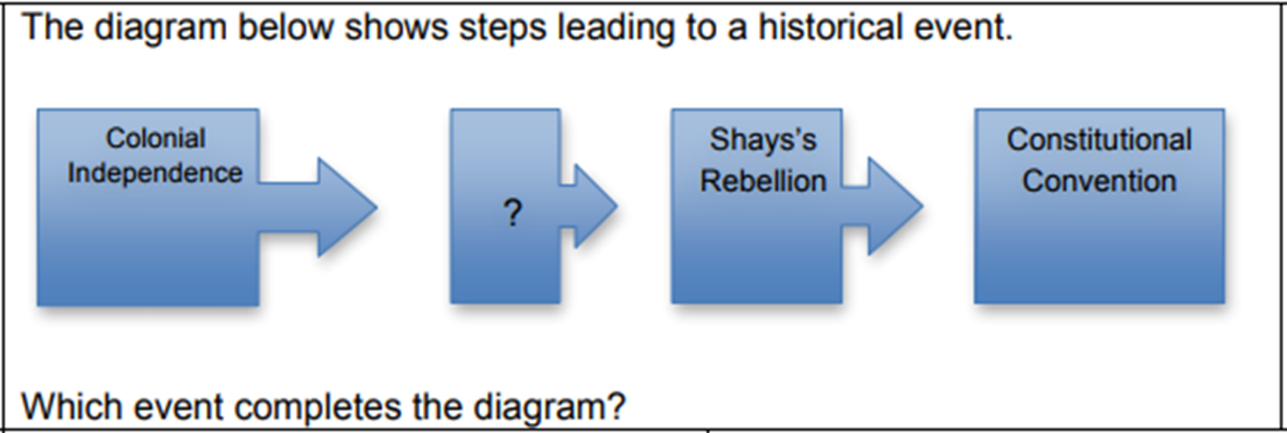 The diagram below shows steps leading to a historical event.
Colonial
Independence
?
Shays's
Rebellion
Constitutional
Convention
Which event completes the diagram?